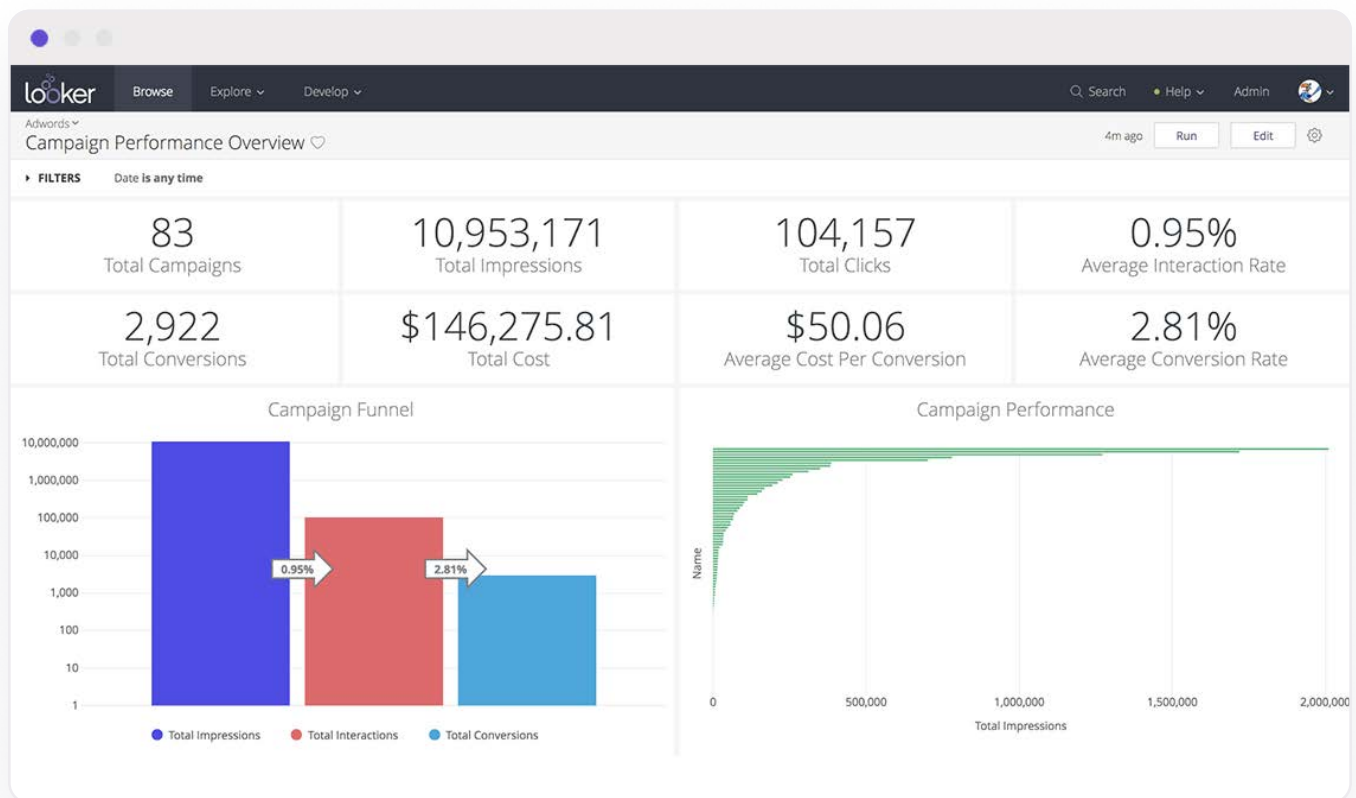 looker Browse Explore Develop Search Help Admin
Adwords
Campaign Performance Overview 4m ago Run Edit
FILTERS Date is any time
83 10,953,171 104,157 0.95%
Total Campaigns Total Impressions Total Clicks Average Interaction Rate
2,922 $146,275.81 $50.06 2.81%
Total Conversions Total Cost Average Cost Per Conversion Average Conversion Rate
Campaign Funnel
10,000,000
1,000,000
100,000
10,000
1,000
100
10
1
0.95% 2.81%
Total Impressions Total Interactions Total Conversions
Campaign Performance
Name
0 500,000 1,000,000 1,500,000 2,000,000
Total Impressions